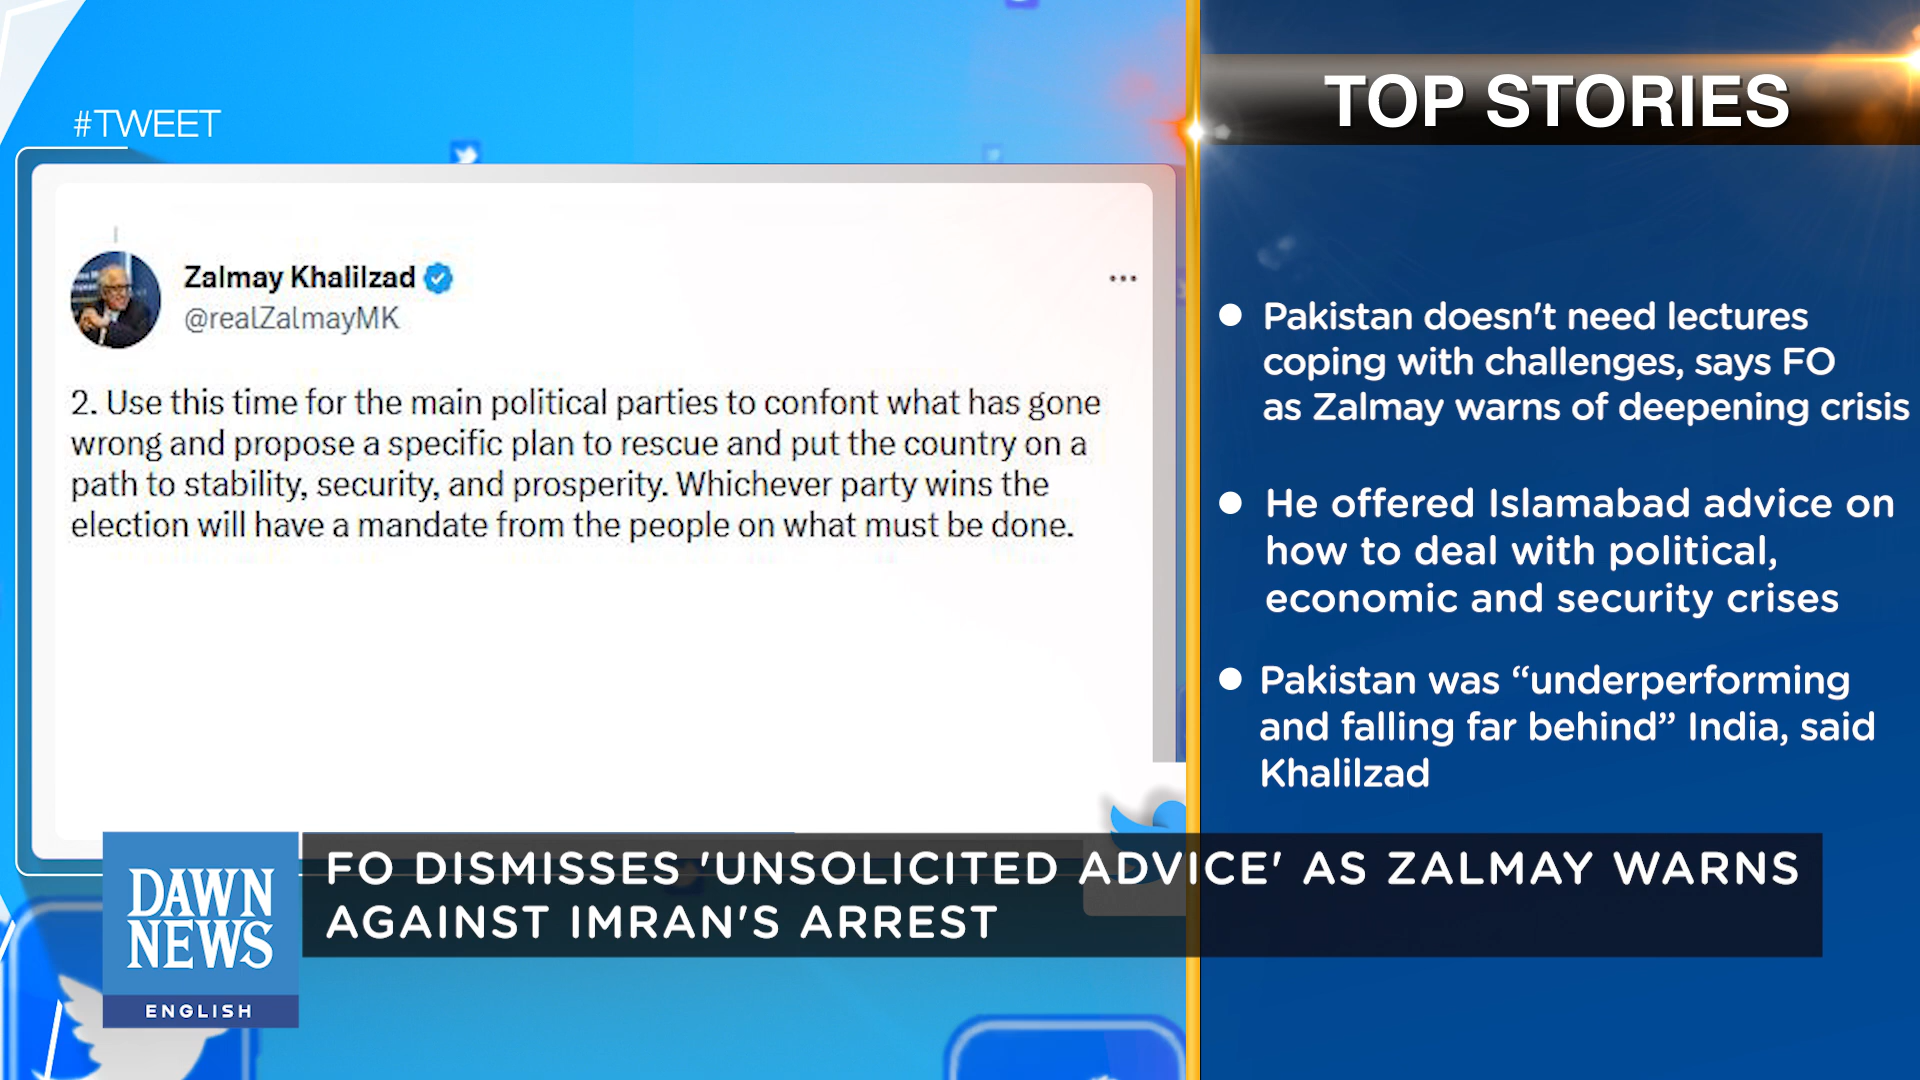 #TWEET
Zalmay Khalilzad
@realZalmayMK
2. Use this time for the main political parties to confont what has gone
wrong and propose a specific plan to rescue and put the country on a
path to stability, security, and prosperity. Whichever party wins the
election will have a mandate from the people on what must be done.
TOP STORIES
Pakistan doesn't need lectures
coping with challenges, says FO
as Zalmay warns of deepening crisis
He offered Islamabad advice on
how to deal with political,
economic and security crises
Pakistan was “underperforming
and falling far behind” India, said
Khalilzad
DAWN
NEWS
ENGLISH
FO DISMISSES 'UNSOLICITED ADVICE' AS ZALMAY WARNS
AGAINST IMRAN'S ARREST